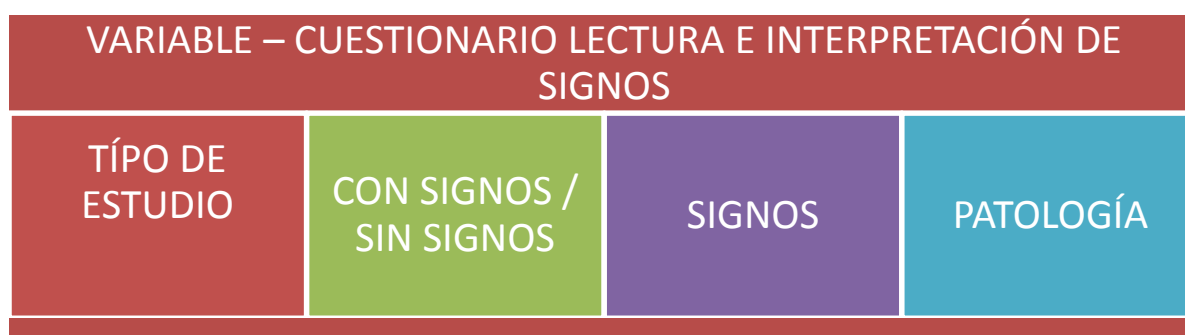 VARIABLE – CUESTIONARIO LECTURA E INTERPRETACIÓN DE
SIGNOS
TÍPO DE
ESTUDIO
CON SIGNOS /
SIN SIGNOS
SIGNOS
PATOLOGÍA